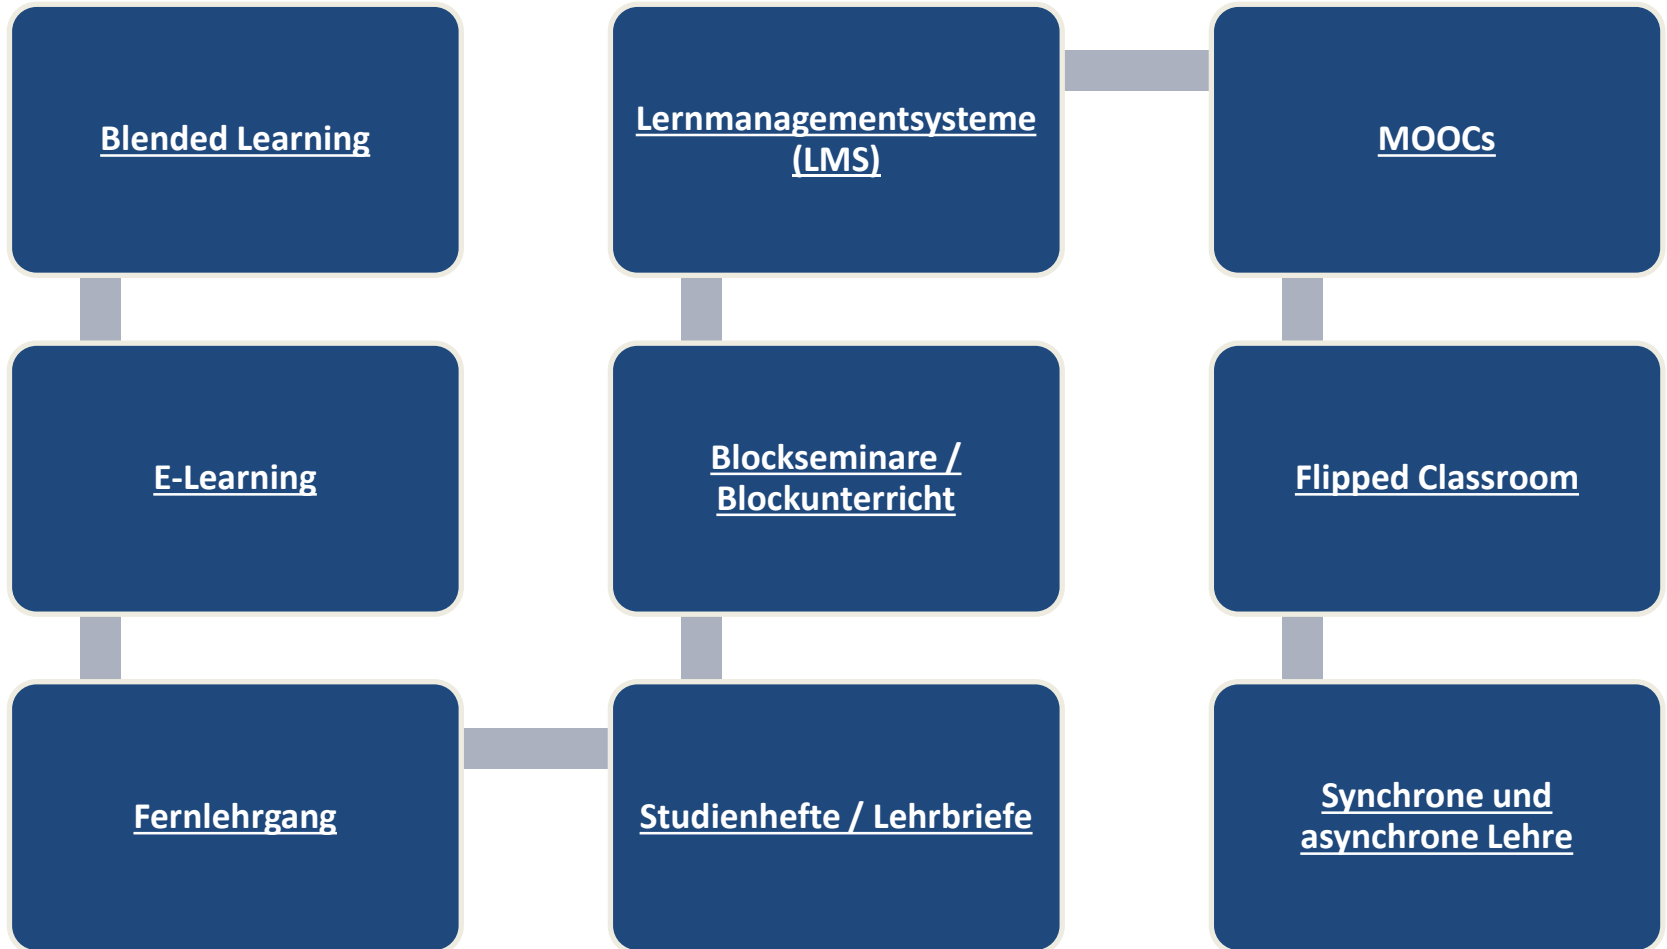 Blended Learning
E-Learning
Fernlehrgang
Studienhefte / Lehrbriefe
Blockseminare /
Blockunterricht
Lernmanagementsysteme
(LMS)
MOOCs
Flipped Classroom
Synchrone und
asynchrone Lehre